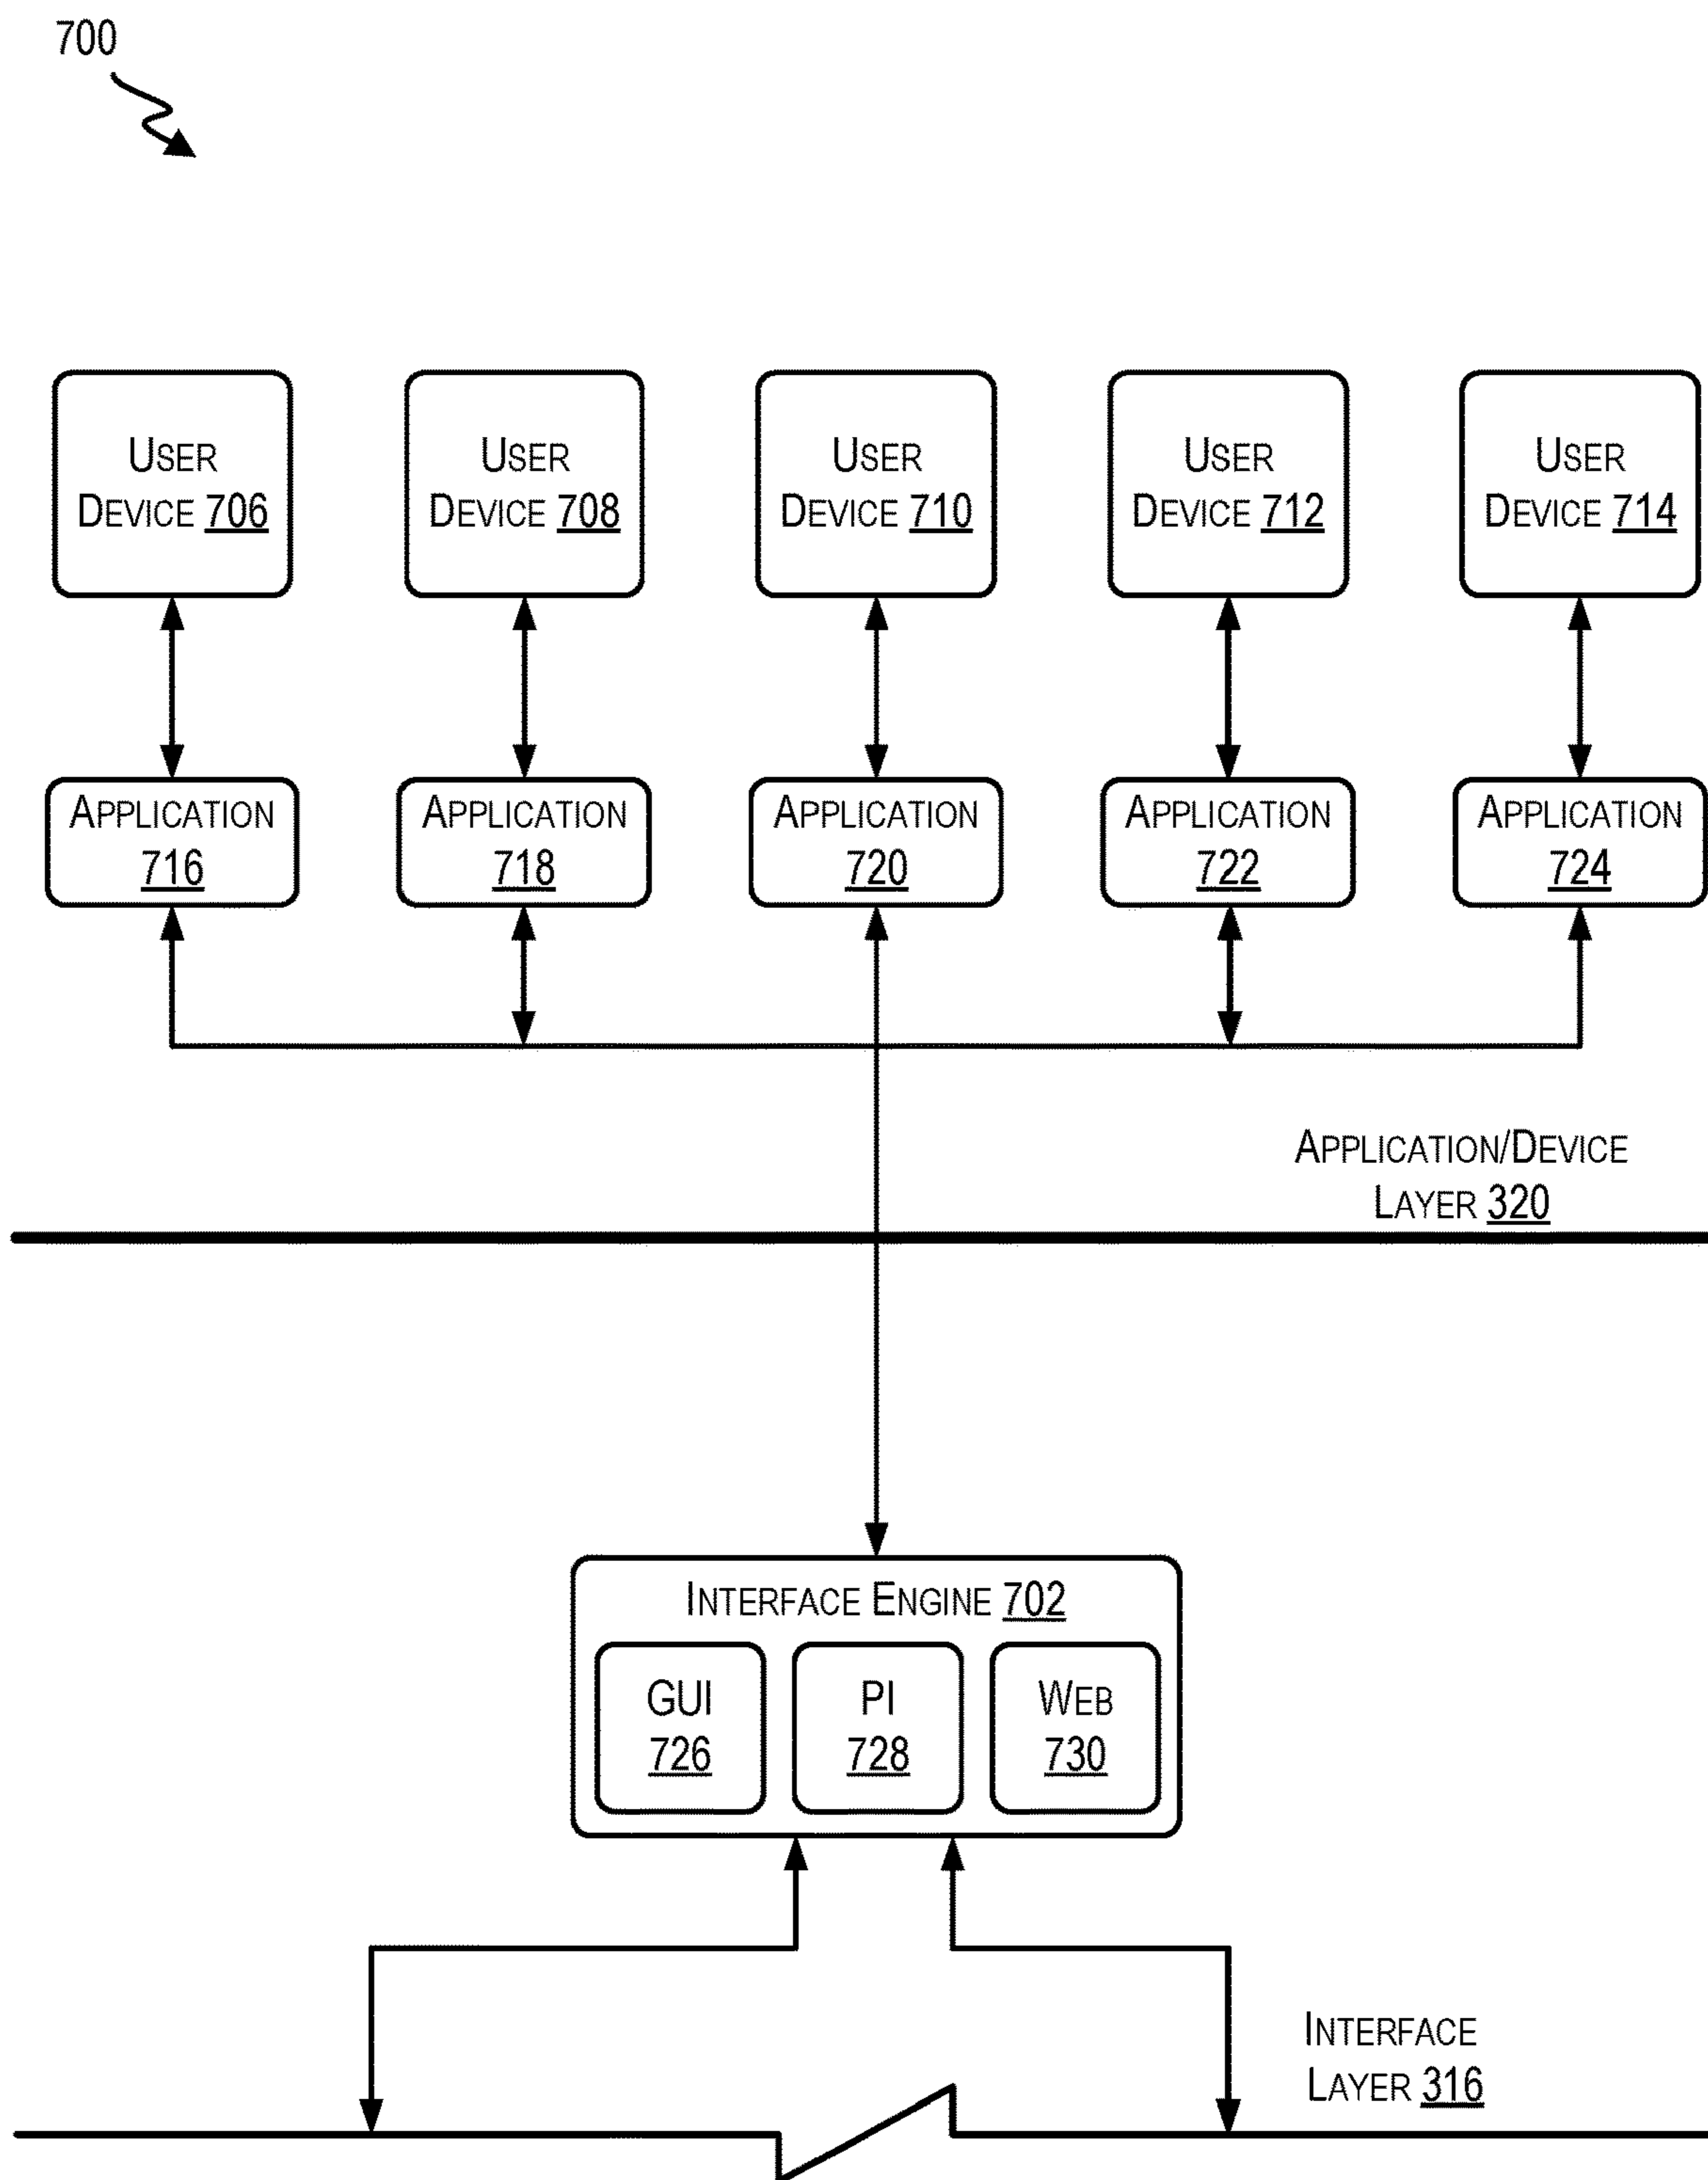 700
USER
DEVICE 706
USER
DEVICE 708
USER
DEVICE 710
USER
DEVICE 712
USER
DEVICE 714
APPLICATION
716
APPLICATION
718
APPLICATION
720
APPLICATION
722
APPLICATION
724
APPLICATION/DEVICE
LAYER 320
INTERFACE ENGINE 702
GUI
726
PI
728
WEB
730
INTERFACE
LAYER 316